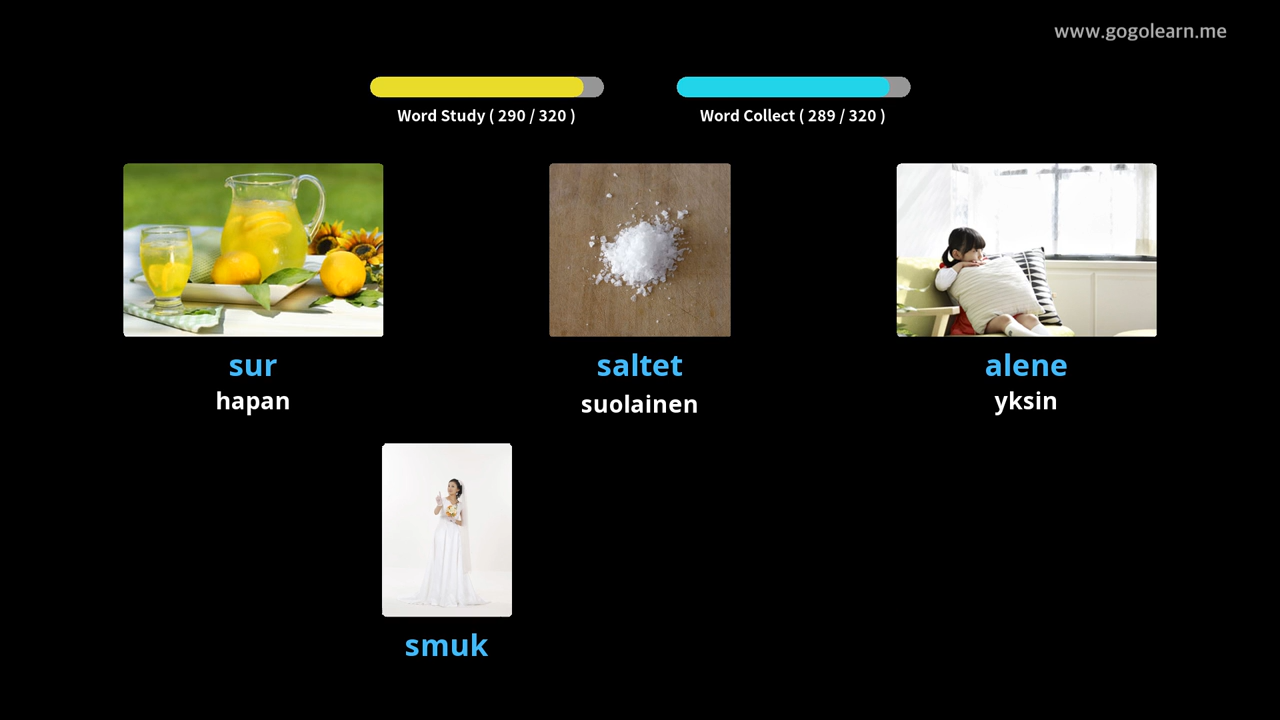 www.gogolearn.me
Word Study ( 290 / 320 )
Word Collect ( 289 / 320 )
sur
hapan
saltet
suolainen
alene
yksin
smuk